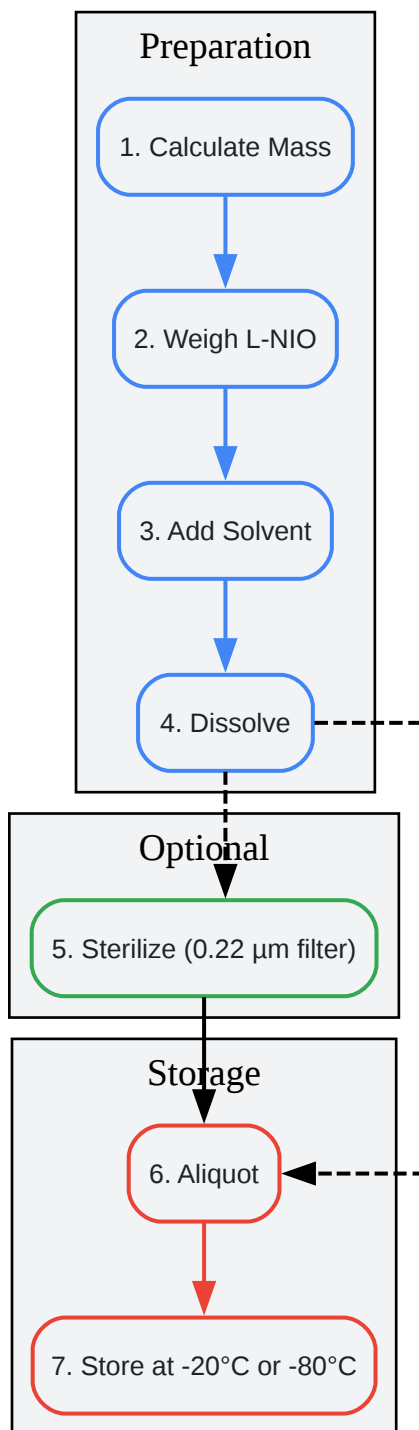 Preparation
1. Calculate Mass
2. Weigh L-NIO
3. Add Solvent
4. Dissolve
Optional
5. Sterilize (0.22 µm filter)
Storage
6. Aliquot
7. Store at -20°C or -80°C